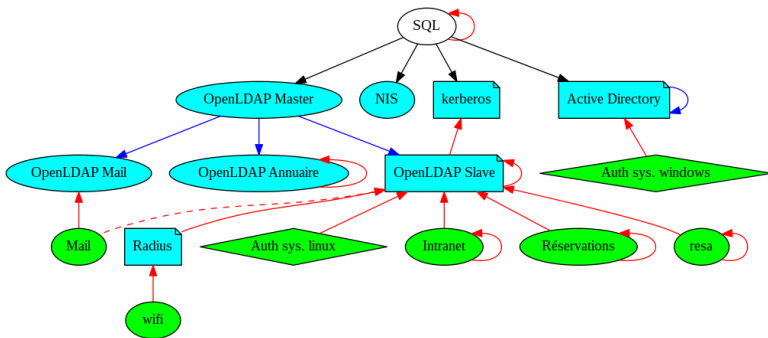 SQL
OpenLDAP Master
NIS
kerberos
Active Directory
OpenLDAP Mail
OpenLDAP Annuaire
OpenLDAP Slave
Auth sys. windows
Mail
Radius
Auth sys. linux
Intranet
Réservations
resa
wifi